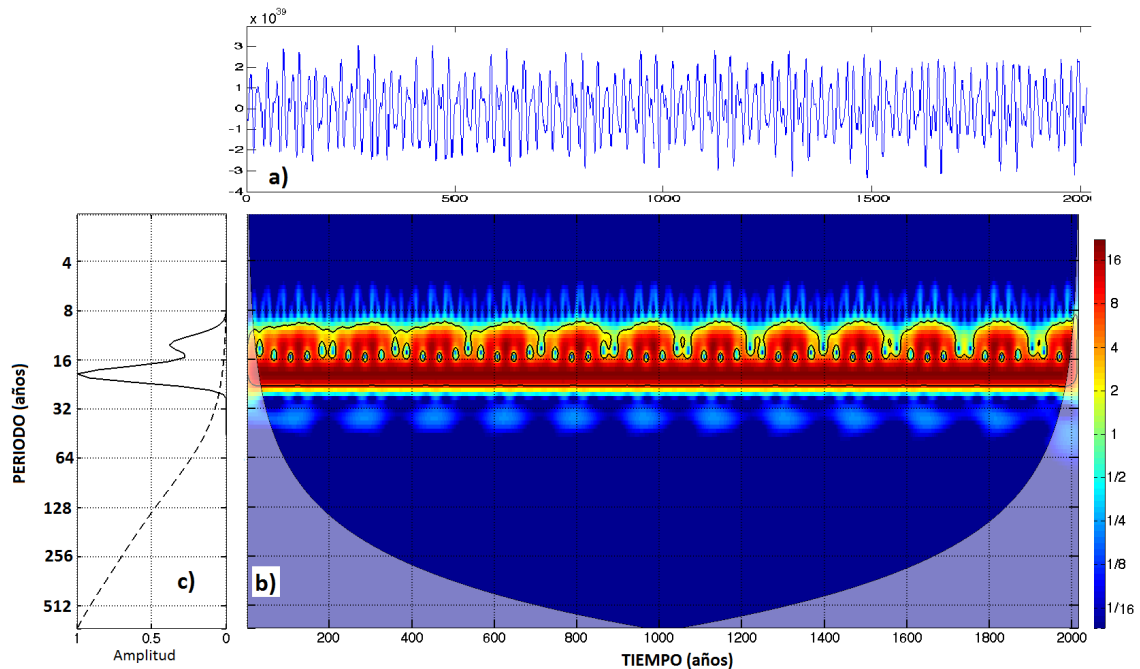 x 10^39
3
2
1
0
-1
-2
-3
-4
a)
0 500 1000 1500 2000
PERIODO (años)
4
8
16
32
64
128
256
512
c)
1 0.5 0
Amplitud
b)
200 400 600 800 1000 1200 1400 1600 1800 2000
TIEMPO (años)
16
8
4
2
1
1/2
1/4
1/8
1/16